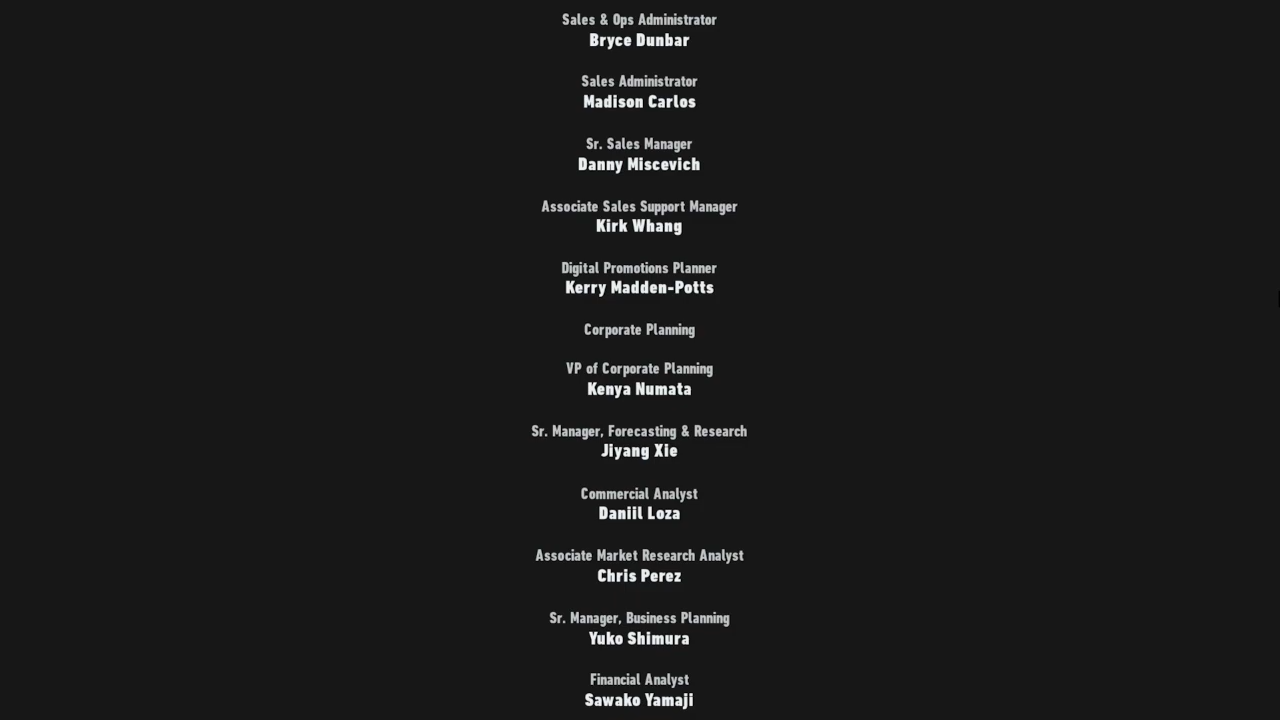 Sales & Ops Administrator
Bryce Dunbar
Sales Administrator
Madison Carlos
Sr. Sales Manager
Danny Miscevich
Associate Sales Support Manager
Kirk Whang
Digital Promotions Planner
Kerry Madden-Potts
Corporate Planning
VP of Corporate Planning
Kenya Numata
Sr. Manager, Forecasting & Research
Jiyang Xie
Commercial Analyst
Daniil Loza
Associate Market Research Analyst
Chris Perez
Sr. Manager, Business Planning
Yuko Shimura
Financial Analyst
Sawako Yamaji